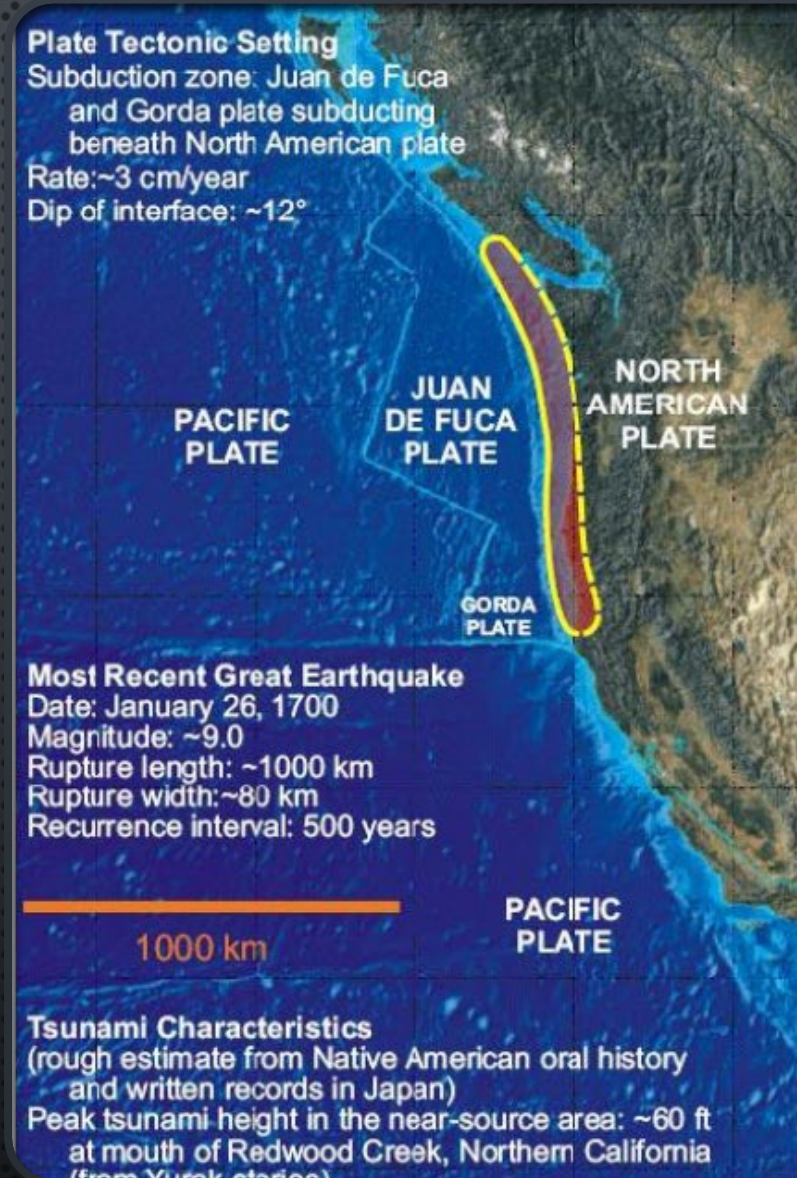 Plate Tectonic Setting
Subduction zone: Juan de Fuca
and Gorda plate subducting
beneath North American plate
Rate:~3 cm/year
Dip of interface: ~12°
PACIFIC
PLATE
JUAN
DE FUCA
PLATE
NORTH
AMERICAN
PLATE
GORDA
PLATE
Most Recent Great Earthquake
Date: January 26, 1700
Magnitude: ~9.0
Rupture length: ~1000 km
Rupture width:~80 km
Recurrence interval: 500 years
1000 km
PACIFIC
PLATE
Tsunami Characteristics
(rough estimate from Native American oral history
and written records in Japan)
Peak tsunami height in the near-source area: ~60 ft
at mouth of Redwood Creek, Northern California
(from Yurok stories)